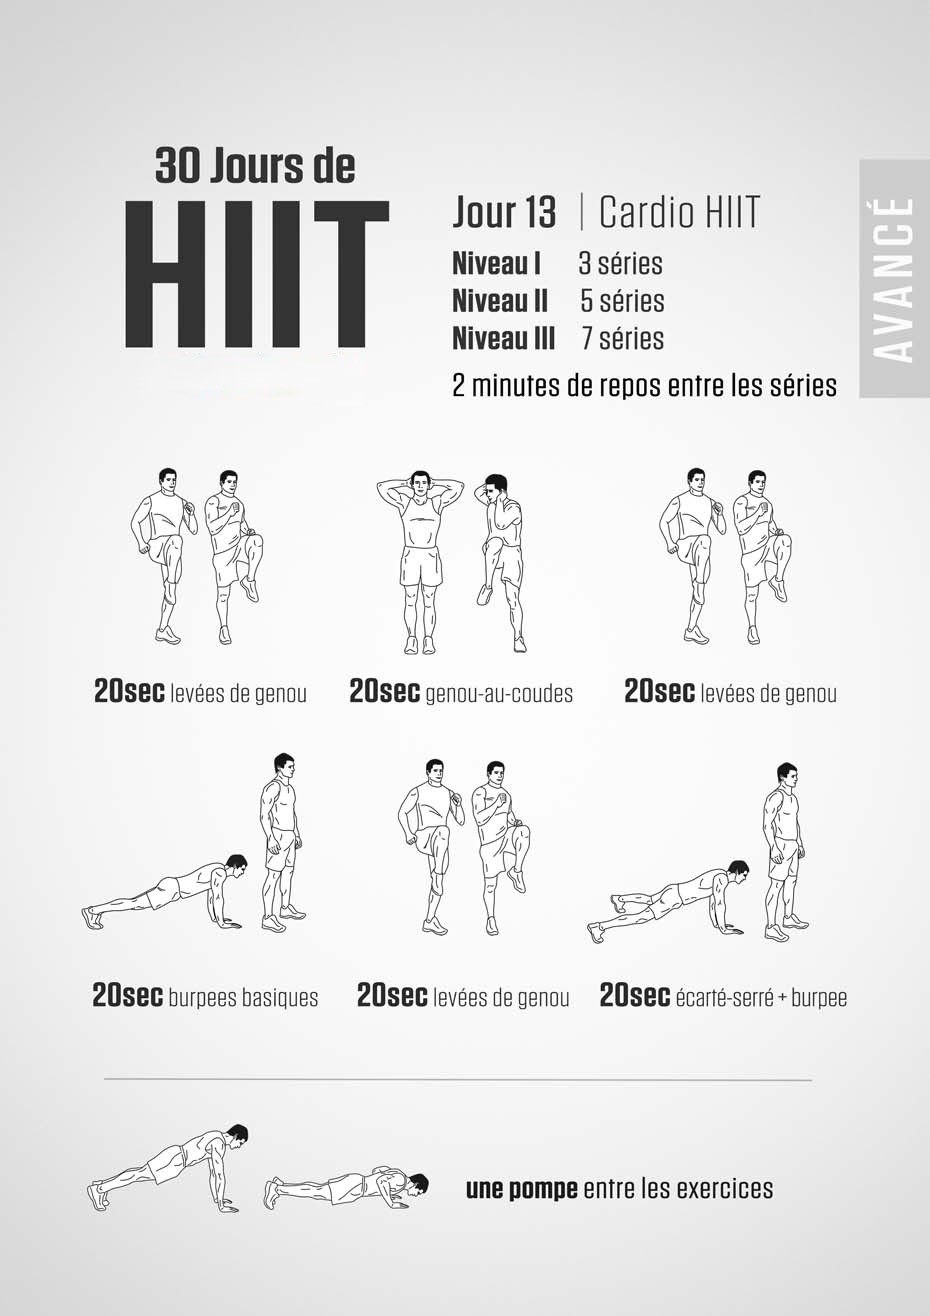 30 Jours de
HIIT
Jour 13 | Cardio HIIT
Niveau I 3 séries
Niveau II 5 séries
Niveau III 7 séries
2 minutes de repos entre les séries
AVANCÉ
20sec levées de genou
20sec genou-au-coudes
20sec levées de genou
20sec burpees basiques
20sec levées de genou
20sec écarté-serré + burpee
une pompe entre les exercices